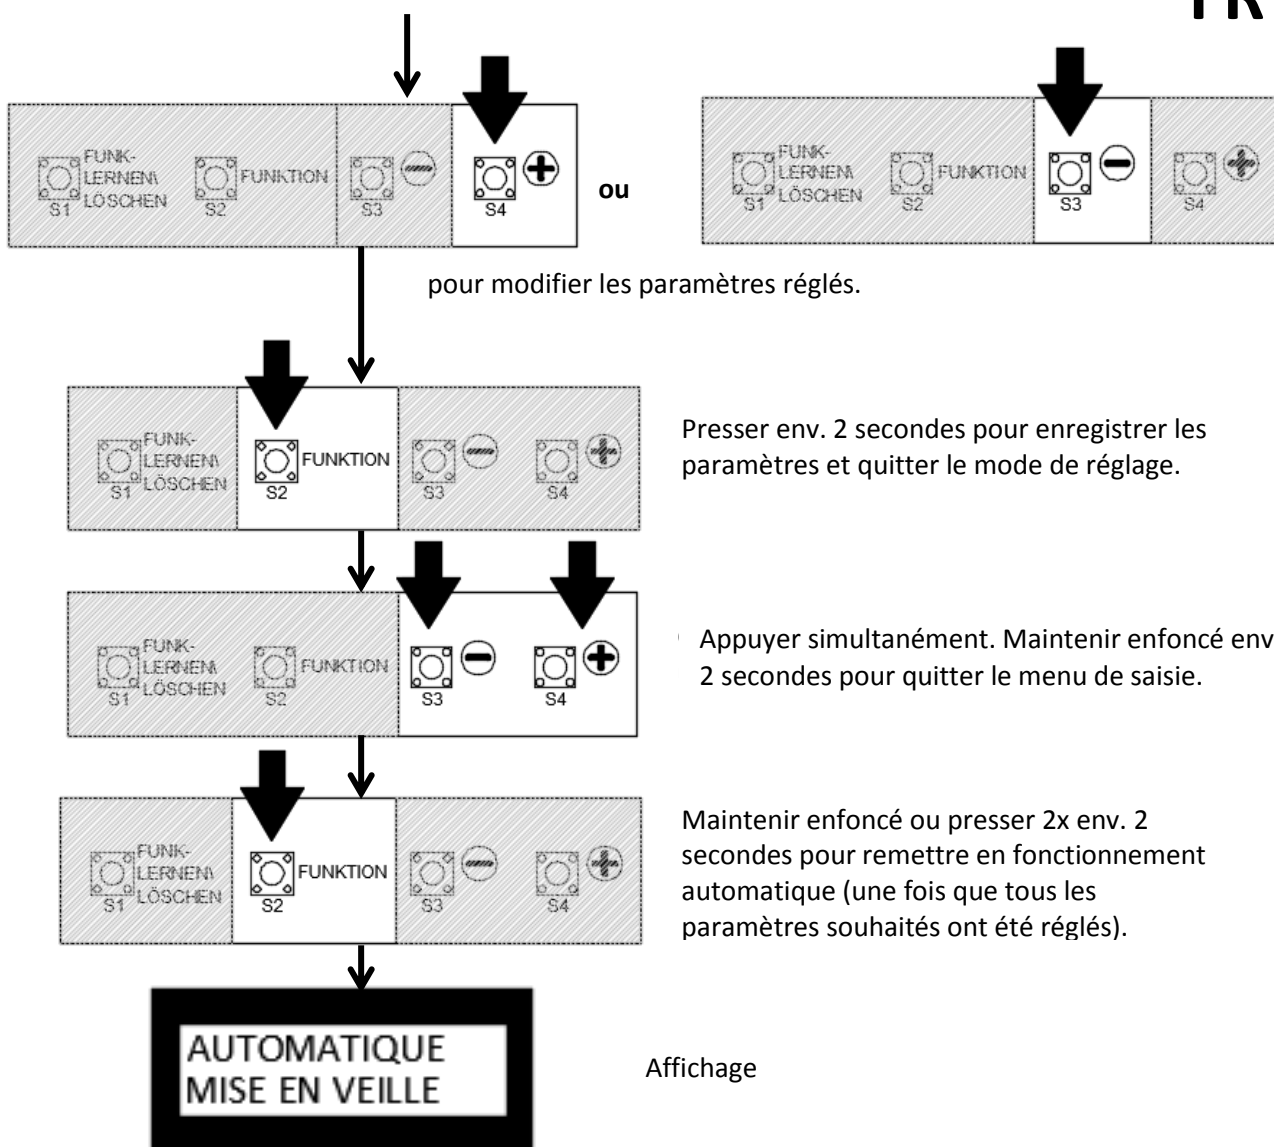 FR
FUNK-
LERNEN\
LÖSCHEN
S1
S2
FUNKTION
S3
S4
ou
FUNK-
LERNEN\
LÖSCHEN
S1
S2
FUNKTION
S3
S4
pour modifier les paramètres réglés.
FUNK-
LERNEN\
LÖSCHEN
S1
S2
FUNKTION
S3
S4
Presser env. 2 secondes pour enregistrer les
paramètres et quitter le mode de réglage.
FUNK-
LERNEN\
LÖSCHEN
S1
S2
FUNKTION
S3
S4
Appuyer simultanément. Maintenir enfoncé env
2 secondes pour quitter le menu de saisie.
FUNK-
LERNEN\
LÖSCHEN
S1
S2
FUNKTION
S3
S4
Maintenir enfoncé ou presser 2x env. 2
secondes pour remettre en fonctionnement
automatique (une fois que tous les
paramètres souhaités ont été réglés).
AUTOMATIQUE
MISE EN VEILLE
Affichage